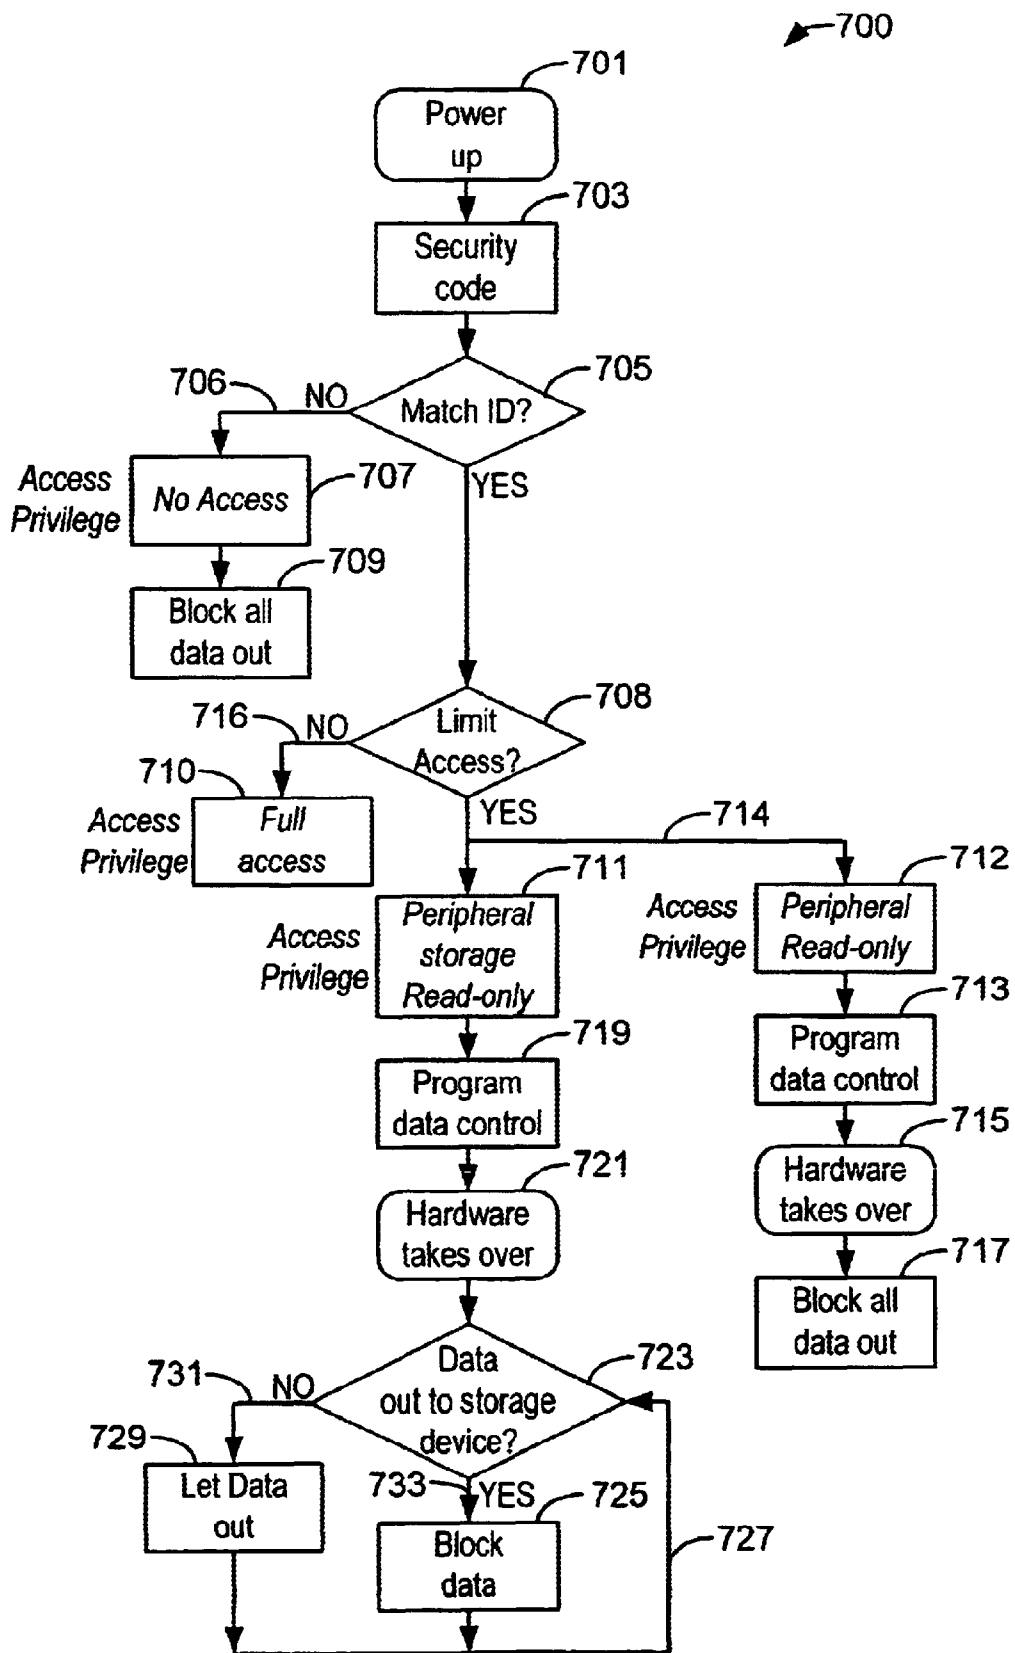 700
701
Power
up
703
Security
code
705
Match ID?
706
NO
YES
Access
Privilege
No Access
707
709
Block all
data out
708
Limit
Access?
716
NO
YES
710
Access
Privilege
Full
access
714
711
Access
Privilege
Peripheral
storage
Read-only
712
Access
Privilege
Peripheral
Read-only
719
Program
data control
713
Program
data control
721
Hardware
takes over
715
Hardware
takes over
717
Block all
data out
723
Data
out to storage
device?
731
NO
729
Let Data
out
733
YES
725
Block
data
727